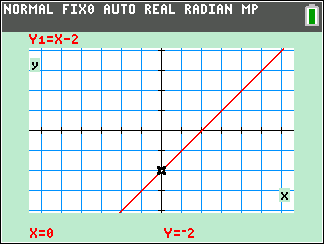 NORMAL FIX0 AUTO REAL RADIAN MP
Y1=X-2
y
x
X=0 Y=-2